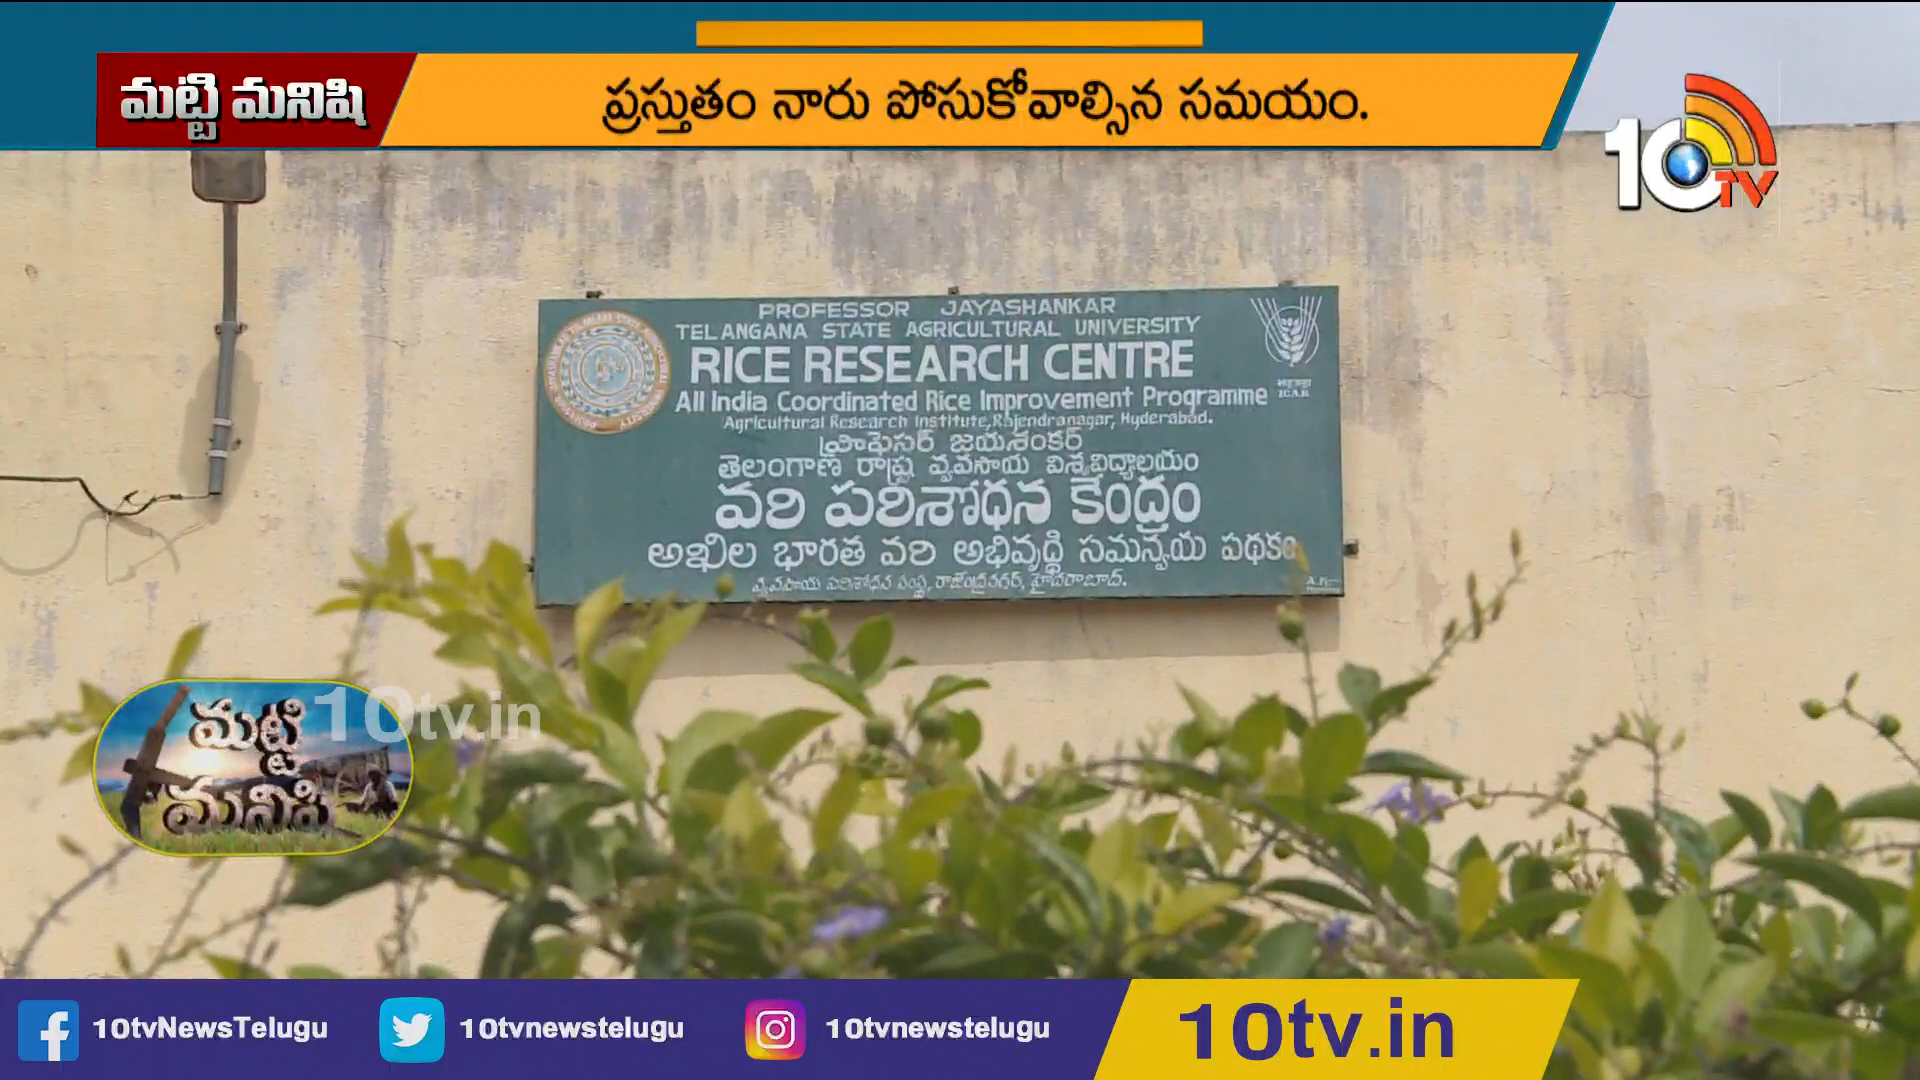 మట్టి మనిషి
ప్రస్తుతం నారు పోసుకోవాల్సిన సమయం.
10TV
PROFESSOR JAYASHANKAR
TELANGANA STATE AGRICULTURAL UNIVERSITY
RICE RESEARCH CENTRE
All India Coordinated Rice Improvement Programme
Agricultural Research Institute, Rajendranagar, Hyderabad.
I.C.A.R
ప్రొఫెసర్ జయశంకర్
తెలంగాణ రాష్ట్ర వ్యవసాయ విశ్వవిద్యాలయం
వరి పరిశోధన కేంద్రం
అఖిల భారత వరి అభివృద్ధి సమన్వయ పథకం
వ్యవసాయ పరిశోధన సంస్థ, రాజేంద్రనగర్, హైదరాబాద్.
మట్టి
మనిషి
10tv.in
10tvNewsTelugu
10tvnewstelugu
10tvnewstelugu
10tv.in